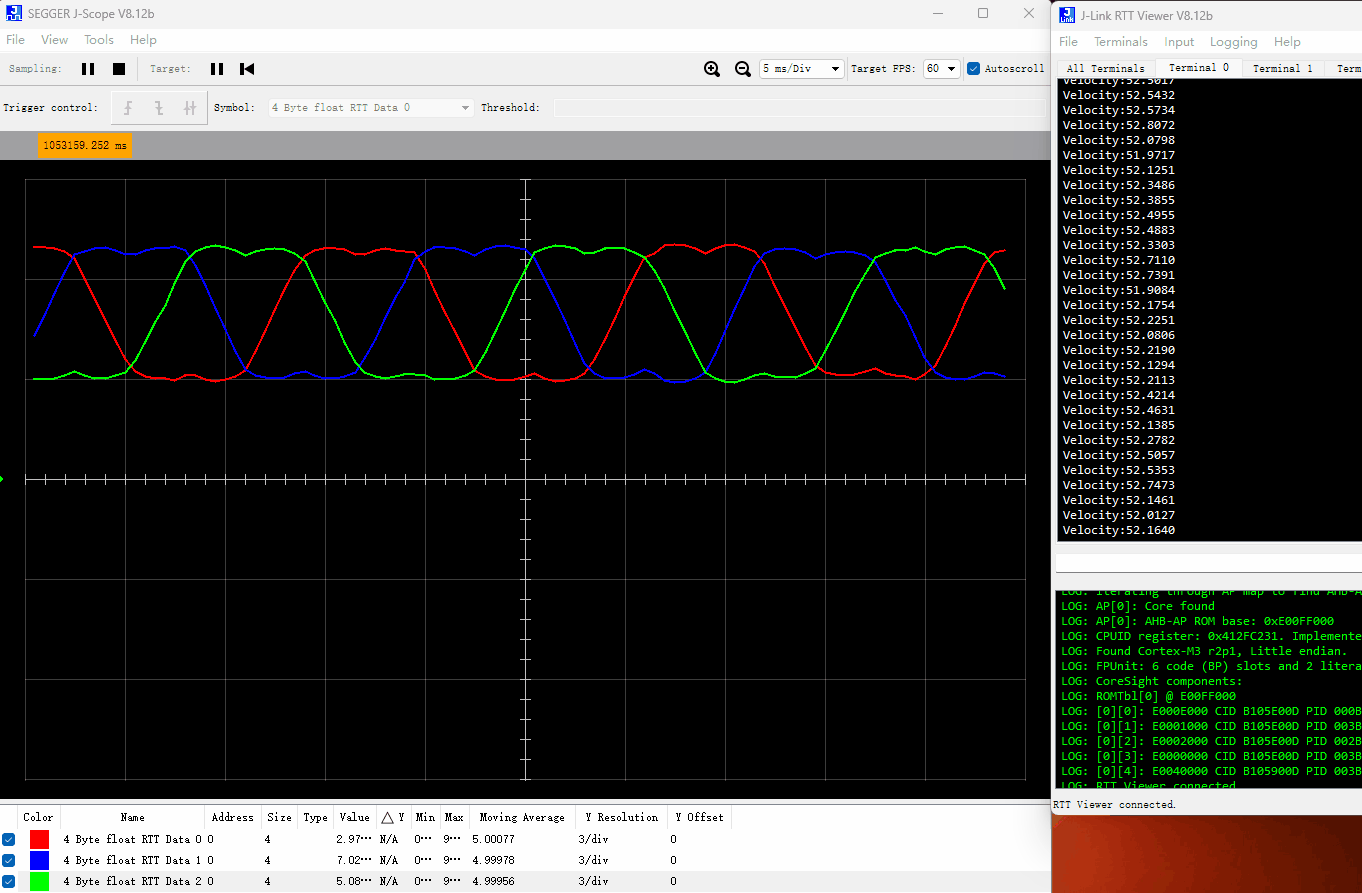 SEGGER J-Scope V8.12b
File View Tools Help
Sampling: Target: 5 ms/Div Target FPS: 60 Autoscroll
Trigger control: Symbol: 4 Byte float RTT Data 0 Threshold:
1053159.252 ms
Color Name Address Size Type Value △ Y Min Max Moving Average Y Resolution Y Offset
4 Byte float RTT Data 0 0 4 2.97··· N/A 0··· 9··· 5.00077 3/div 0
4 Byte float RTT Data 1 0 4 7.02··· N/A 0··· 9··· 4.99978 3/div 0
4 Byte float RTT Data 2 0 4 5.08··· N/A 0··· 9··· 4.99956 3/div 0
J-Link RTT Viewer V8.12b
File Terminals Input Logging Help
All Terminals Terminal 0 Terminal 1 Term
Velocity:52.5017
Velocity:52.5432
Velocity:52.5734
Velocity:52.8072
Velocity:52.0798
Velocity:51.9717
Velocity:52.1251
Velocity:52.3486
Velocity:52.3855
Velocity:52.4955
Velocity:52.4883
Velocity:52.3303
Velocity:52.7110
Velocity:52.7391
Velocity:51.9084
Velocity:52.1754
Velocity:52.2251
Velocity:52.0806
Velocity:52.2190
Velocity:52.1294
Velocity:52.2113
Velocity:52.4214
Velocity:52.4631
Velocity:52.1385
Velocity:52.2782
Velocity:52.5057
Velocity:52.5353
Velocity:52.7473
Velocity:52.1461
Velocity:52.0127
Velocity:52.1640
LOG: Iterating through AP map to find AHB-A
LOG: AP[0]: Core found
LOG: AP[0]: AHB-AP ROM base: 0xE00FF000
LOG: CPUID register: 0x412FC231. Implemente
LOG: Found Cortex-M3 r2p1, Little endian.
LOG: FPUnit: 6 code (BP) slots and 2 litera
LOG: CoreSight components:
LOG: ROMTbl[0] @ E00FF000
LOG: [0][0]: E000E000 CID B105E00D PID 000B
LOG: [0][1]: E0001000 CID B105E00D PID 003B
LOG: [0][2]: E0002000 CID B105E00D PID 002B
LOG: [0][3]: E0000000 CID B105E00D PID 003B
LOG: [0][4]: E0040000 CID B105900D PID 003B
LOG: RTT Viewer connected
RTT Viewer connected.